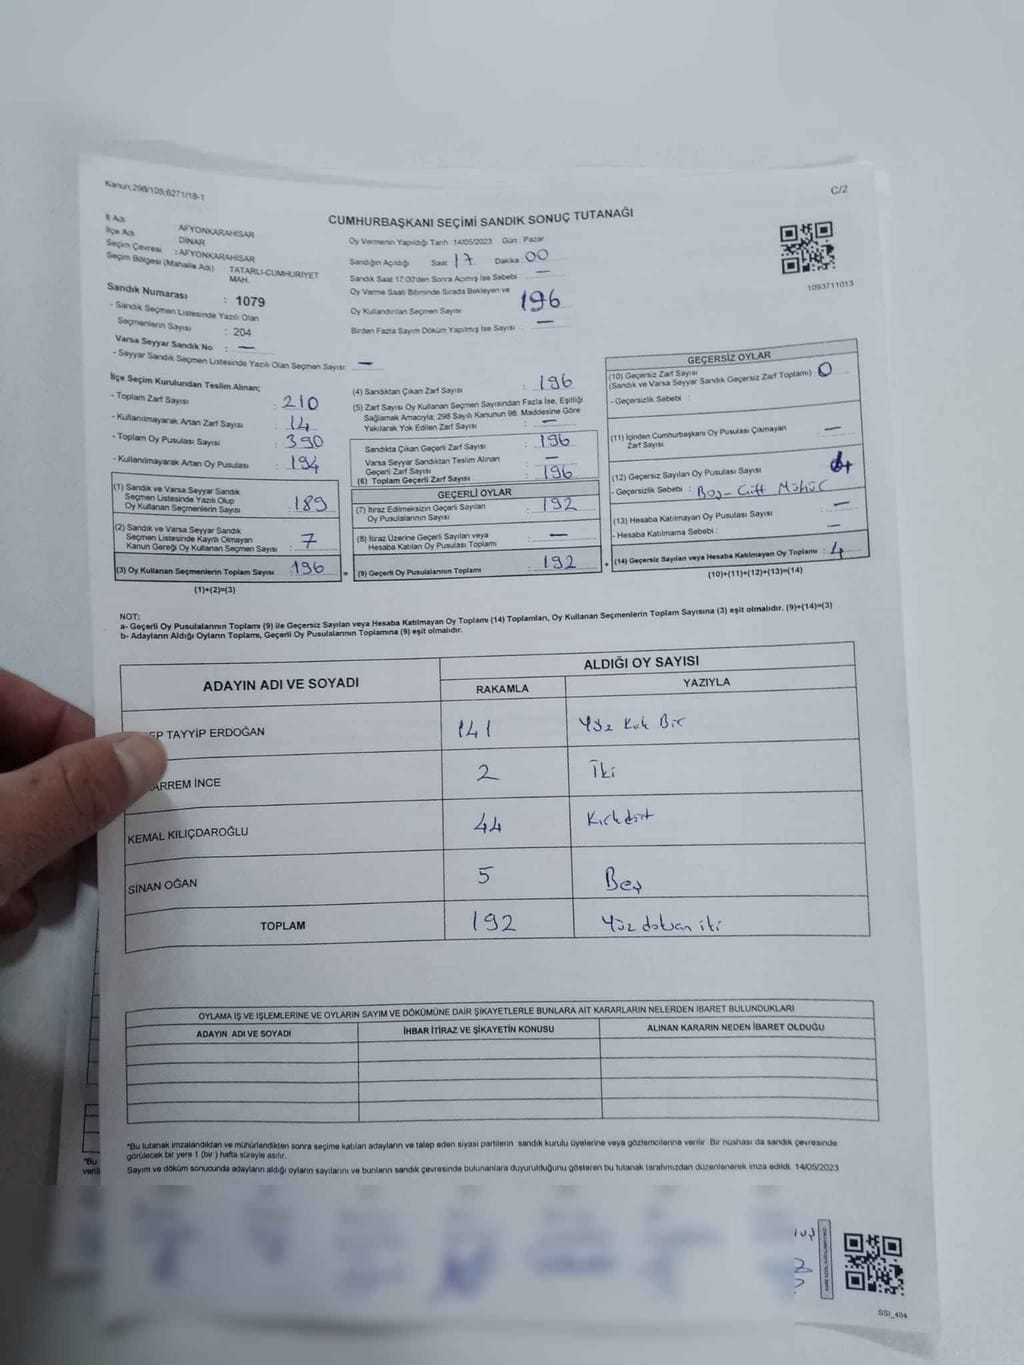 Kanun;298/105;6271/18-1
C/2
CUMHURBAŞKANI SEÇİMİ SANDIK SONUÇ TUTANAĞI
İl Adı AFYONKARAHİSAR
İlçe Adı DİNAR
Seçim Çevresi : AFYONKARAHİSAR
Seçim Bölgesi (Mahalle Adı) TATARLI-CUMHURİYET
MAH.
Sandık Numarası : 1079
- Sandık Seçmen Listesinde Yazılı Olan
Seçmenlerin Sayısı : 204
Varsa Seyyar Sandık No : —
- Seyyar Sandık Seçmen Listesinde Yazılı Olan Seçmen Sayısı: —
Oy Vermenin Yapıldığı Tarih 14/05/2023 Gün : Pazar
Sandığın Açıldığı Saat 17 Dakika 00
Sandık Saat 17:00'den Sonra Açılmış İse Sebebi —
Oy Verme Saati Bitiminde Sırada Bekleyen ve
Oy Kullandırılan Seçmen Sayısı 196
Birden Fazla Sayım Döküm Yapılmış İse Sayısı : —
1093711013
İlçe Seçim Kurulundan Teslim Alınan;
- Toplam Zarf Sayısı : 210
- Kullanılmayarak Artan Zarf Sayısı : 14
- Toplam Oy Pusulası Sayısı : 390
- Kullanılmayarak Artan Oy Pusulası : 194
(1) Sandık ve Varsa Seyyar Sandık
Seçmen Listesinde Yazılı Olup
Oy Kullanan Seçmenlerin Sayısı : 189
(2) Sandık ve Varsa Seyyar Sandık
Seçmen Listesinde Kayıtlı Olmayan
Kanun Gereği Oy Kullanan Seçmen Sayısı : 7
(3) Oy Kullanan Seçmenlerin Toplam Sayısı : 196
(1)+(2)=(3)
(4) Sandıktan Çıkan Zarf Sayısı : 196
(5) Zarf Sayısı Oy Kullanan Seçmen Sayısından Fazla İse, Eşitliği
Sağlamak Amacıyla; 298 Sayılı Kanunun 98. Maddesine Göre
Yakılarak Yok Edilen Zarf Sayısı : —
Sandıkta Çıkan Geçerli Zarf Sayısı : 196
Varsa Seyyar Sandıktan Teslim Alınan
Geçerli Zarf Sayısı : —
(6) Toplam Geçerli Zarf Sayısı : 196
GEÇERLİ OYLAR
(7) İtiraz Edilmeksizin Geçerli Sayılan
Oy Pusulalarının Sayısı : 192
(8) İtiraz Üzerine Geçerli Sayılan veya
Hesaba Katılan Oy Pusulası Toplamı : —
= (9) Geçerli Oy Pusulalarının Toplamı : 192
GEÇERSİZ OYLAR
(10) Geçersiz Zarf Sayısı
(Sandık ve Varsa Seyyar Sandık Geçersiz Zarf Toplamı) : 0
- Geçersizlik Sebebi :
(11) İçinden Cumhurbaşkanı Oy Pusulası Çıkmayan
Zarf Sayısı : —
(12) Geçersiz Sayılan Oy Pusulası Sayısı : 4
- Geçersizlik Sebebi : Boş - Çift Mühür
(13) Hesaba Katılmayan Oy Pusulası Sayısı : —
- Hesaba Katılmama Sebebi : —
+ (14) Geçersiz Sayılan veya Hesaba Katılmayan Oy Toplamı : 4
(10)+(11)+(12)+(13)=(14)
NOT:
a- Geçerli Oy Pusulalarının Toplamı (9) ile Geçersiz Sayılan veya Hesaba Katılmayan Oy Toplamı (14) Toplamları, Oy Kullanan Seçmenlerin Toplam Sayısına (3) eşit olmalıdır. (9)+(14)=(3)
b- Adayların Aldığı Oyların Toplamı, Geçerli Oy Pusulalarının Toplamına (9) eşit olmalıdır.
ADAYIN ADI VE SOYADI
ALDIĞI OY SAYISI
RAKAMLA YAZIYLA
EP TAYYİP ERDOĞAN 141 Yüz Kırk Bir
ARREM İNCE 2 İki
KEMAL KILIÇDAROĞLU 44 Kırkdört
SİNAN OĞAN 5 Beş
TOPLAM 192 Yüz doksan iki
OYLAMA İŞ VE İŞLEMLERİNE VE OYLARIN SAYIM VE DÖKÜMÜNE DAİR ŞİKAYETLERLE BUNLARA AİT KARARLARIN NELERDEN İBARET BULUNDUKLARI
ADAYIN ADI VE SOYADI İHBAR İTİRAZ VE ŞİKAYETİN KONUSU ALINAN KARARIN NEDEN İBARET OLDUĞU
*Bu tutanak imzalandıktan ve mühürlendikten sonra seçime katılan adayların ve talep eden siyasi partilerin sandık kurulu üyelerine veya gözlemcilerine verilir. Bir nüshası da sandık çevresinde
görülecek bir yere 1 (bir ) hafta süreyle asılır.
Sayım ve döküm sonucunda adayların aldığı oyların sayılarını ve bunların sandık çevresinde bulunanlara duyurulduğunu gösteren bu tutanak tarafımızdan düzenlenerek imza edildi. 14/05/2023
*Bu
SSI_404